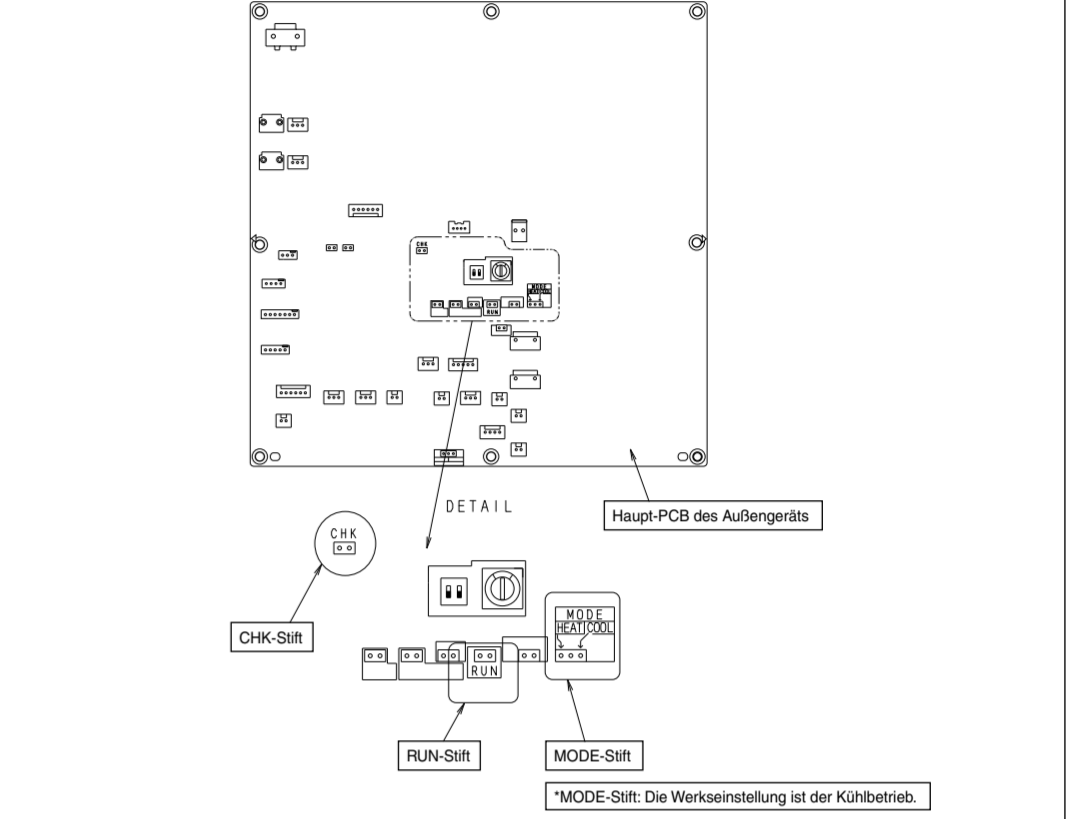 CHK
MODE
RUN
DETAIL
Haupt-PCB des Außengeräts
CHK
CHK-Stift
MODE
HEAT COOL
RUN
RUN-Stift
MODE-Stift
*MODE-Stift: Die Werkseinstellung ist der Kühlbetrieb.